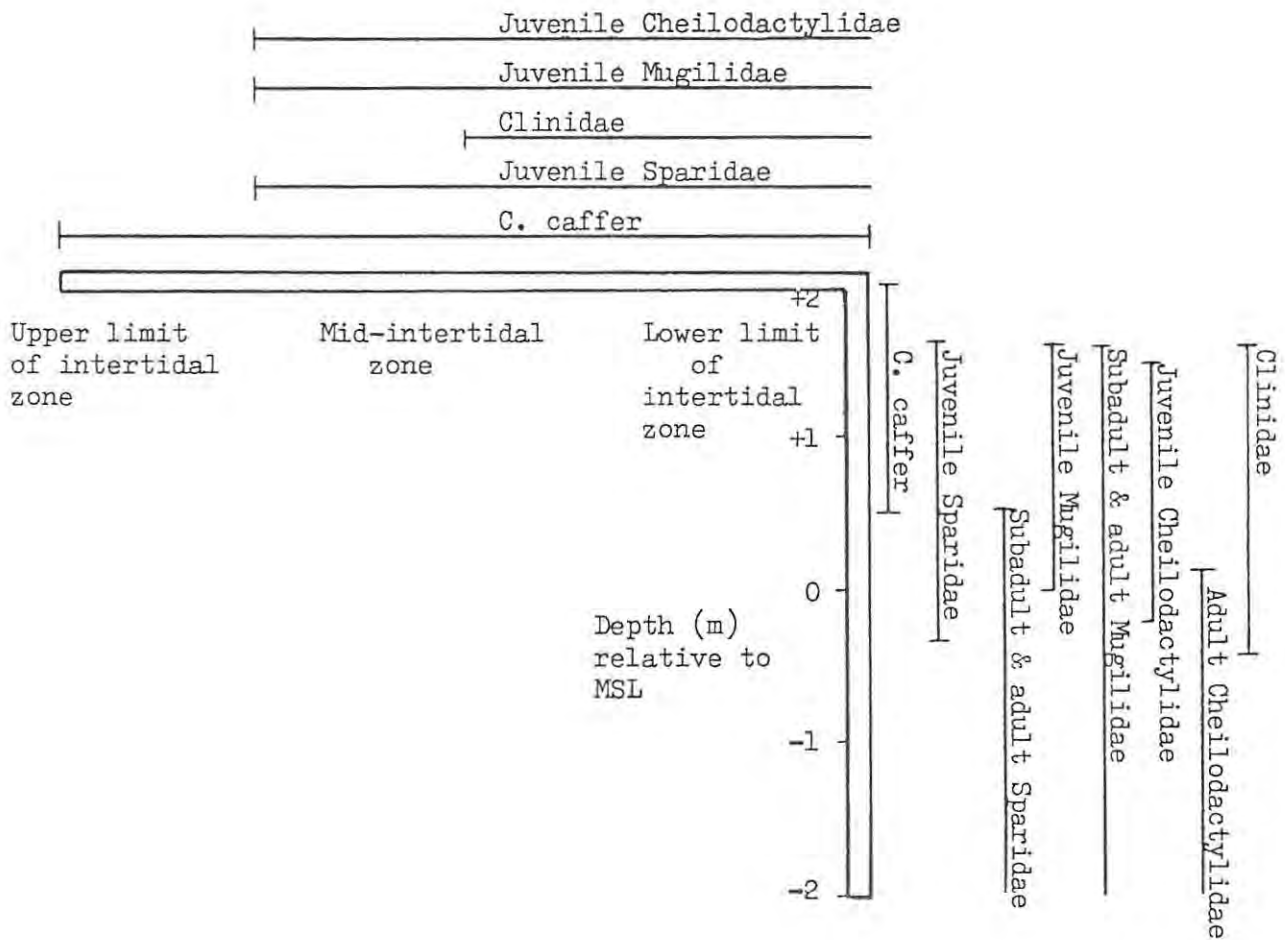 Juvenile Cheilodactylidae
Juvenile Mugilidae
Clinidae
Juvenile Sparidae
C. caffer
Upper limit
of intertidal
zone
Mid-intertidal
zone
Lower limit
of
intertidal
zone
+2
+1
0
-1
-2
Depth (m)
relative to
MSL
C. caffer
Juvenile Sparidae
Subadult & adult Sparidae
Juvenile Mugilidae
Subadult & adult Mugilidae
Juvenile Cheilodactylidae
Adult Cheilodactylidae
Clinidae